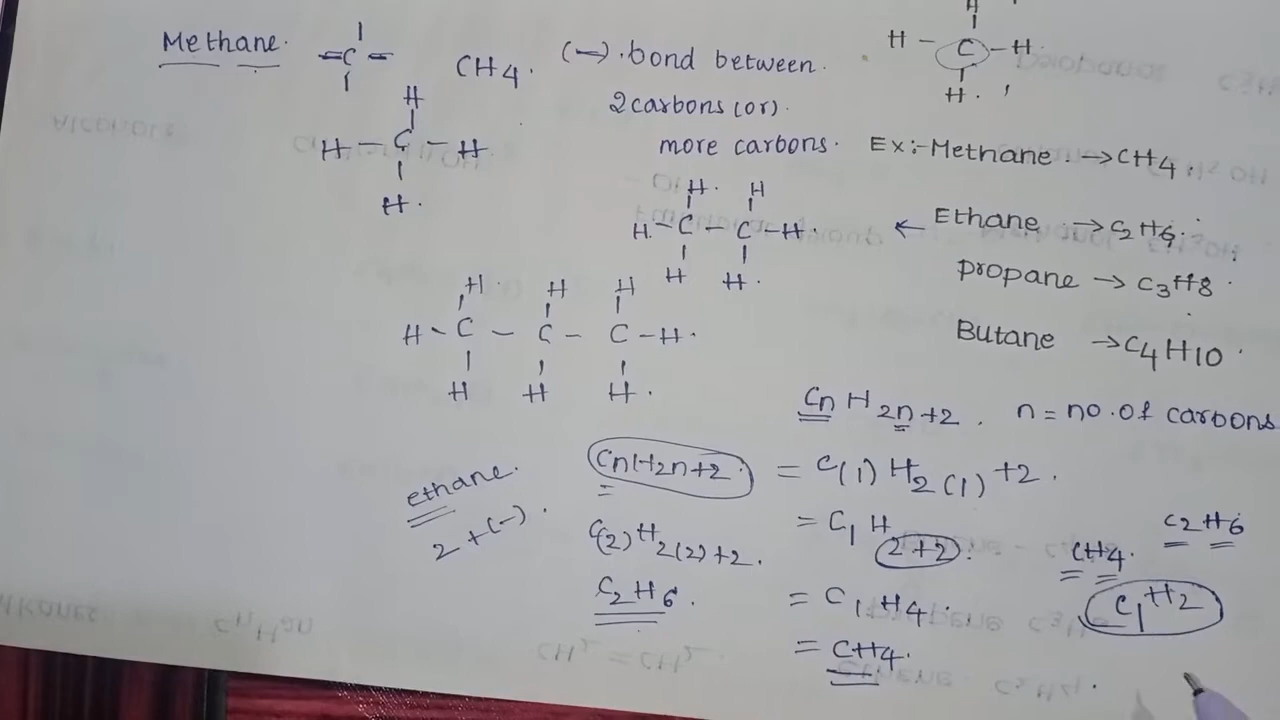 Methane.
CH4.
(—) . bond between
2 carbons (or).
more carbons.
H
H – C – H
H .
Ex:- Methane . → CH4 .
H
H – C – H
H .
← Ethane → C2H6 .
H . H
H – C – C – H .
H H .
propane → C3H8 .
H . H H
H – C – C – C – H .
H H H .
Butane → C4H10 .
CnH2n+2 . n = no. of carbons
ethane .
2 + (-) .
CnH2n+2 . = C(1) H2(1) +2 .
C(2) H2(2)+2 .
C2H6 .
= C1 H 2+2 .
= C1 H4 .
= CH4 .
C2H6
CH4 .
C1H2